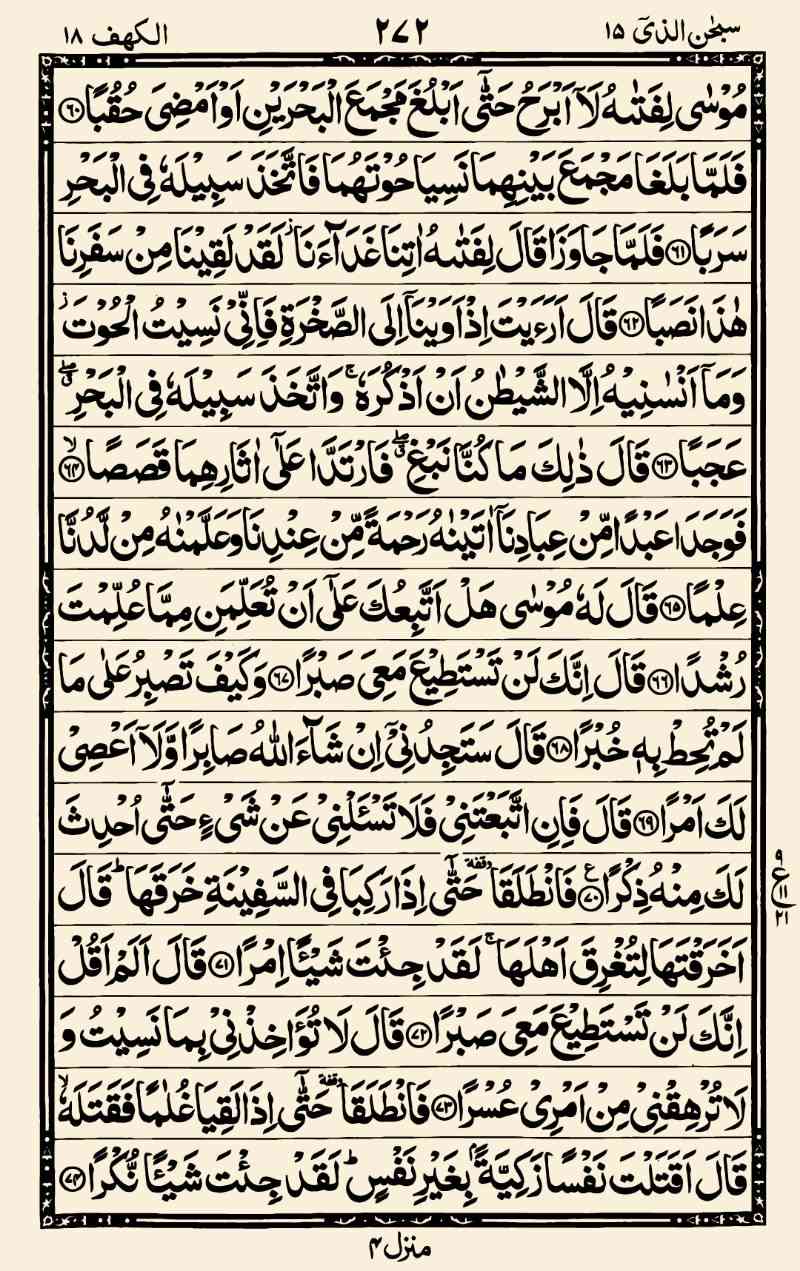 سبحٰن الذیٓ ۱۵
۲۷۲
الکهف ۱۸
مُوْسٰى لِفَتٰىهُ لَاۤ اَبْرَحُ حَتّٰۤى اَبْلُغَ مَجْمَعَ الْبَحْرَیْنِ اَوْ اَمْضِیَ حُقُبًا ﴿۶۰﴾
فَلَمَّا بَلَغَا مَجْمَعَ بَیْنِهِمَا نَسِیَا حُوْتَهُمَا فَاتَّخَذَ سَبِیْلَهٗ فِی الْبَحْرِ
سَرَبًا ﴿۶۱﴾ فَلَمَّا جَاوَزَا قَالَ لِفَتٰىهُ اٰتِنَا غَدَآءَنَا ؗ لَقَدْ لَقِیْنَا مِنْ سَفَرِنَا
هٰذَا نَصَبًا ﴿۶۲﴾ قَالَ اَرَءَیْتَ اِذْ اَوَیْنَاۤ اِلَى الصَّخْرَةِ فَاِنِّیْ نَسِیْتُ الْحُوْتَ ؗ
وَمَاۤ اَنْسٰىنِیْهُ اِلَّا الشَّیْطٰنُ اَنْ اَذْكُرَهٗ ۚ وَاتَّخَذَ سَبِیْلَهٗ فِی الْبَحْرِ ۖۗ
عَجَبًا ﴿۶۳﴾ قَالَ ذٰلِكَ مَا كُنَّا نَبْغِ ۖۗ فَارْتَدَّا عَلٰۤى اٰثَارِهِمَا قَصَصًا ﴿۶۴﴾ۙ
فَوَجَدَا عَبْدًا مِّنْ عِبَادِنَاۤ اٰتَیْنٰهُ رَحْمَةً مِّنْ عِنْدِنَا وَعَلَّمْنٰهُ مِنْ لَّدُنَّا
عِلْمًا ﴿۶۵﴾ قَالَ لَهٗ مُوْسٰى هَلْ اَتَّبِعُكَ عَلٰۤى اَنْ تُعَلِّمَنِ مِمَّا عُلِّمْتَ
رُشْدًا ﴿۶۶﴾ قَالَ اِنَّكَ لَنْ تَسْتَطِیْعَ مَعِیَ صَبْرًا ﴿۶۷﴾ وَكَیْفَ تَصْبِرُ عَلٰى مَا
لَمْ تُحِطْ بِهٖ خُبْرًا ﴿۶۸﴾ قَالَ سَتَجِدُنِیْۤ اِنْ شَآءَ اللّٰهُ صَابِرًا وَّلَاۤ اَعْصِیْ
لَكَ اَمْرًا ﴿۶۹﴾ قَالَ فَاِنِ اتَّبَعْتَنِیْ فَلَا تَسْـَٔلْنِیْ عَنْ شَیْءٍ حَتّٰۤى اُحْدِثَ
لَكَ مِنْهُ ذِكْرًا ﴿۷۰﴾ع فَانْطَلَقَا وقفة حَتّٰۤى اِذَا رَكِبَا فِی السَّفِیْنَةِ خَرَقَهَا ؕ قَالَ
۹
ع
۱۱
۲۱
اَخَرَقْتَهَا لِتُغْرِقَ اَهْلَهَا ۚ لَقَدْ جِئْتَ شَیْـًٔا اِمْرًا ﴿۷۱﴾ قَالَ اَلَمْ اَقُلْ
اِنَّكَ لَنْ تَسْتَطِیْعَ مَعِیَ صَبْرًا ﴿۷۲﴾ قَالَ لَا تُؤَاخِذْنِیْ بِمَا نَسِیْتُ وَ
لَا تُرْهِقْنِیْ مِنْ اَمْرِیْ عُسْرًا ﴿۷۳﴾ فَانْطَلَقَا وقفة حَتّٰۤى اِذَا لَقِیَا غُلٰمًا فَقَتَلَهٗ ۙ
قَالَ اَقَتَلْتَ نَفْسًا زَكِیَّةًۢ بِغَیْرِ نَفْسٍ ؕ لَقَدْ جِئْتَ شَیْـًٔا نُّكْرًا ﴿۷۴﴾
منزل ۴